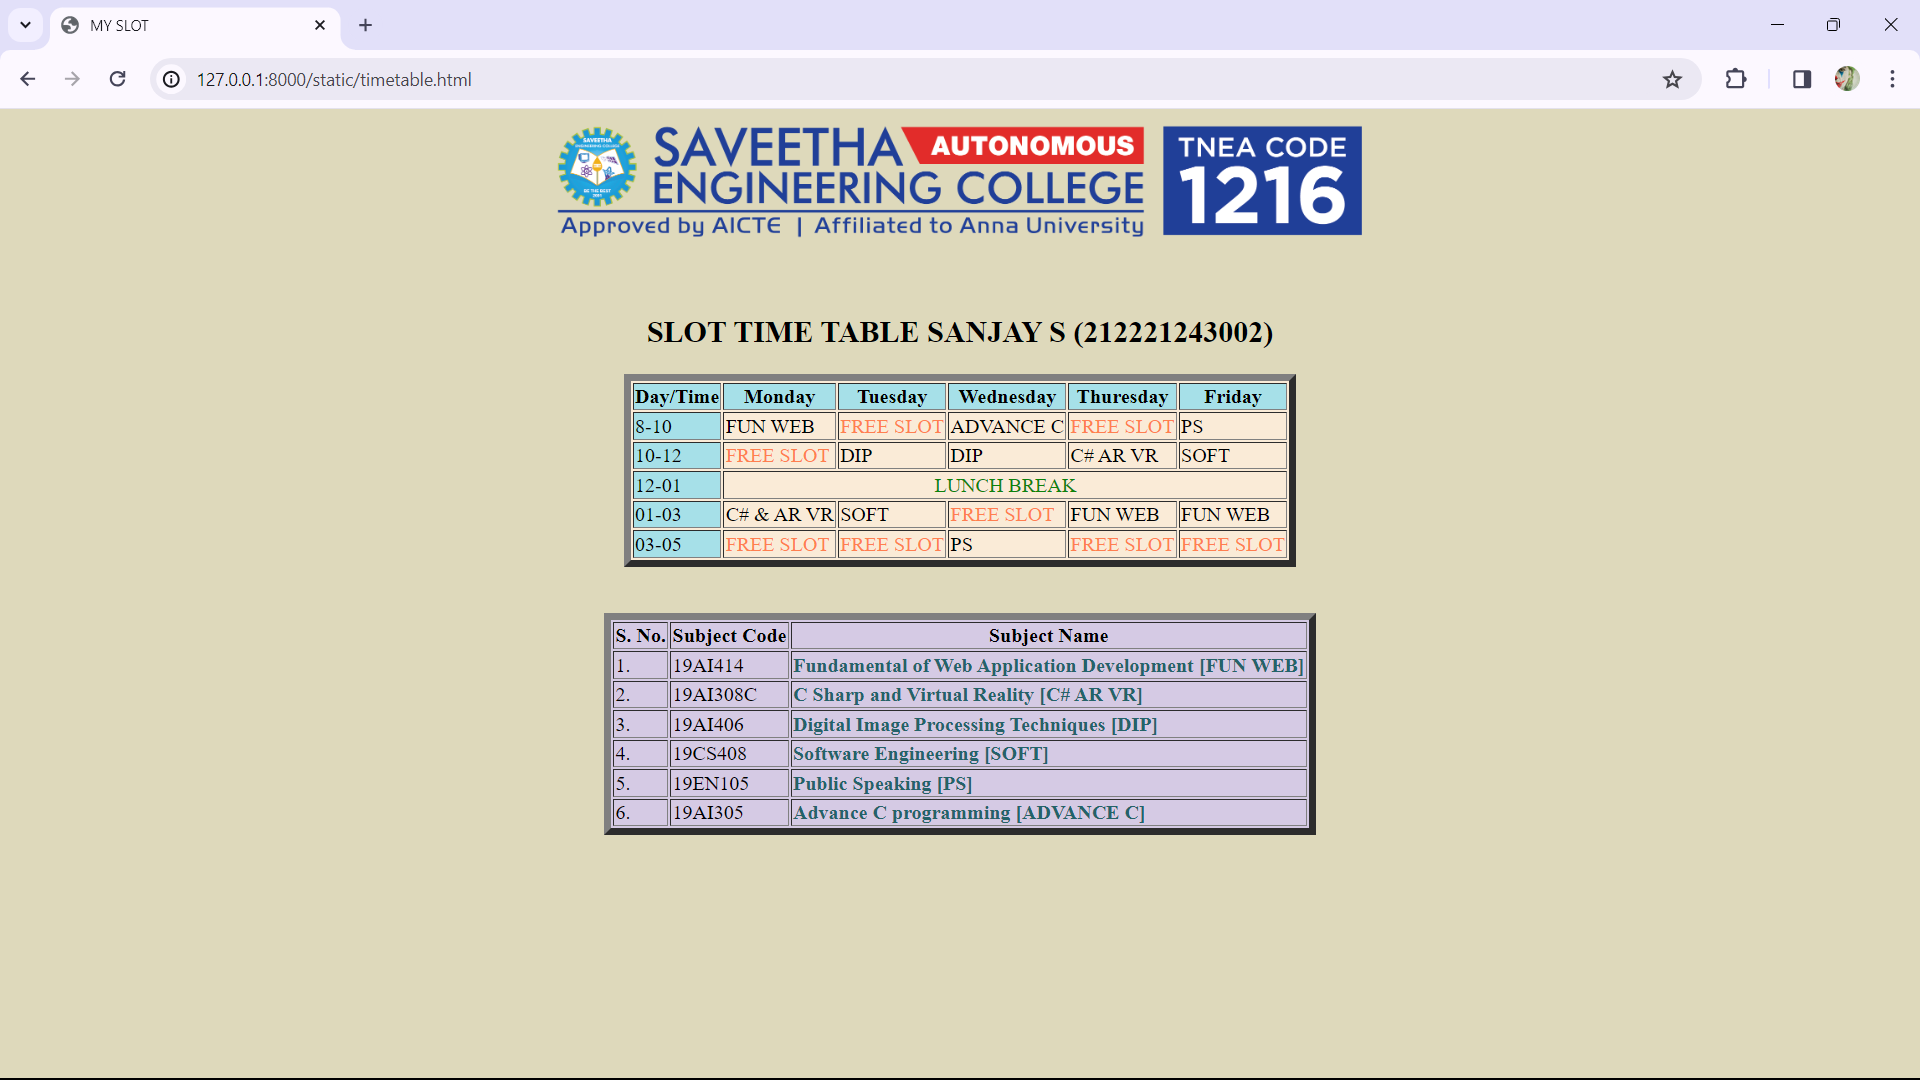 MY SLOT
127.0.0.1:8000/static/timetable.html
SAVEETHA AUTONOMOUS
ENGINEERING COLLEGE
Approved by AICTE | Affiliated to Anna University
TNEA CODE
1216
SAVEETHA
ENGINEERING COLLEGE
BE THE BEST
SLOT TIME TABLE SANJAY S (212221243002)
Day/Time Monday Tuesday Wednesday Thuresday Friday
8-10 FUN WEB FREE SLOT ADVANCE C FREE SLOT PS
10-12 FREE SLOT DIP DIP C# AR VR SOFT
12-01 LUNCH BREAK
01-03 C# & AR VR SOFT FREE SLOT FUN WEB FUN WEB
03-05 FREE SLOT FREE SLOT PS FREE SLOT FREE SLOT
S. No. Subject Code Subject Name
1. 19AI414 Fundamental of Web Application Development [FUN WEB]
2. 19AI308C C Sharp and Virtual Reality [C# AR VR]
3. 19AI406 Digital Image Processing Techniques [DIP]
4. 19CS408 Software Engineering [SOFT]
5. 19EN105 Public Speaking [PS]
6. 19AI305 Advance C programming [ADVANCE C]